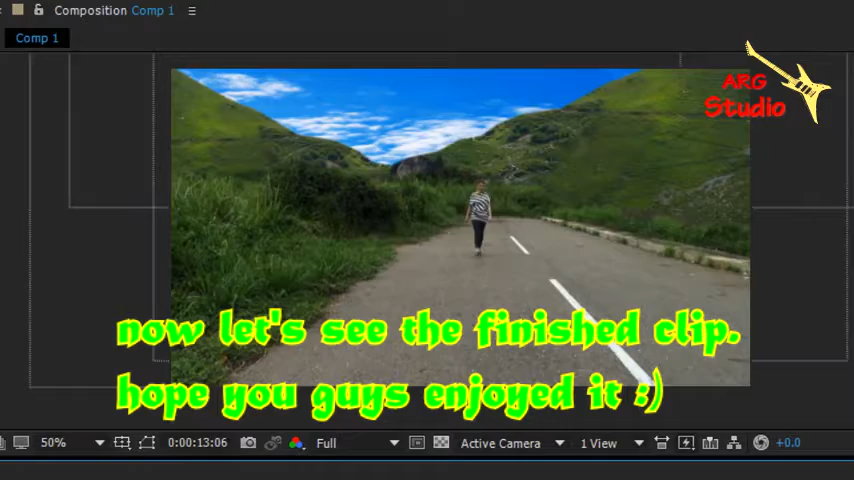 Composition Comp 1
Comp 1
ARG
Studio
now let's see the finished clip.
hope you guys enjoyed it :)
50% 0:00:13:06 Full Active Camera 1 View +0.0